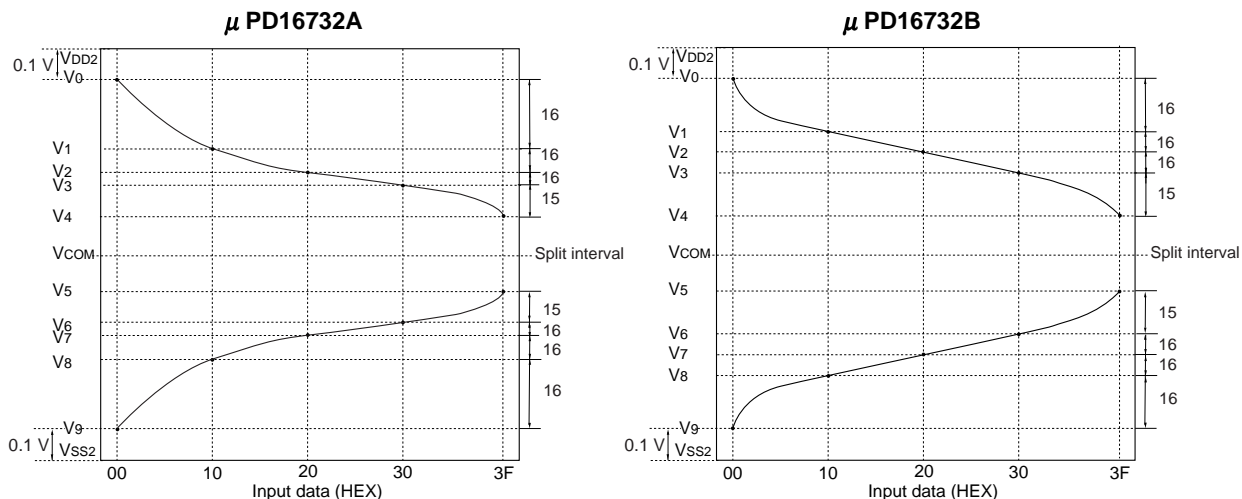 μ PD16732A
0.1 V
VDD2
V0
V1
V2
V3
V4
VCOM
V5
V6
V7
V8
V9
0.1 V
VSS2
16
16
16
15
Split interval
15
16
16
16
00 10 20 30 3F
Input data (HEX)
μ PD16732B
0.1 V
VDD2
V0
V1
V2
V3
V4
VCOM
V5
V6
V7
V8
V9
0.1 V
VSS2
16
16
16
15
Split interval
15
16
16
16
00 10 20 30 3F
Input data (HEX)